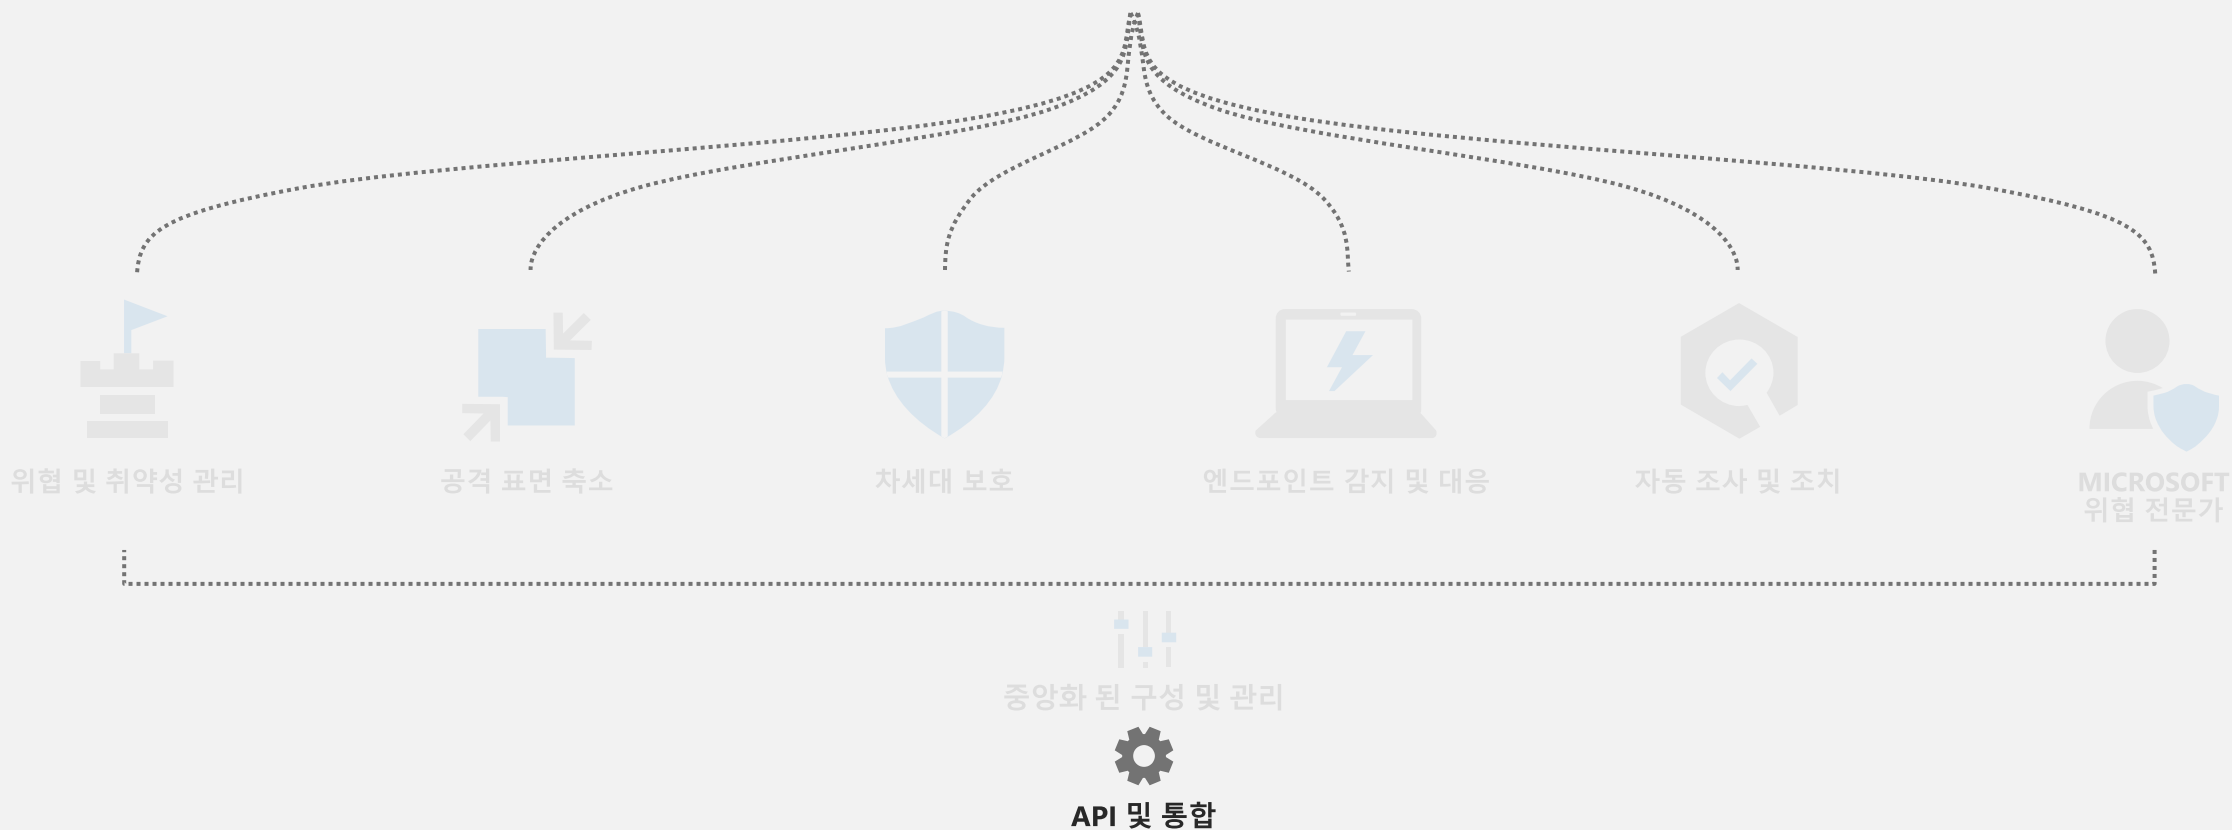 위협 및 취약성 관리
공격 표면 축소
차세대 보호
엔드포인트 감지 및 대응
자동 조사 및 조치
MICROSOFT
위협 전문가
중앙화 된 구성 및 관리
API 및 통합